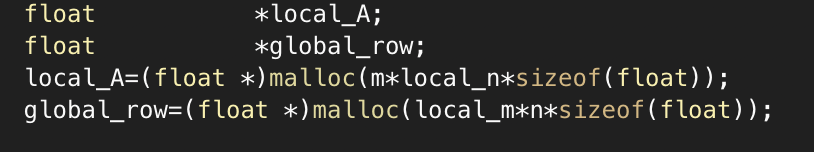 float           *local_A;
float           *global_row;
local_A=(float *)malloc(m*local_n*sizeof(float));
global_row=(float *)malloc(local_m*n*sizeof(float));